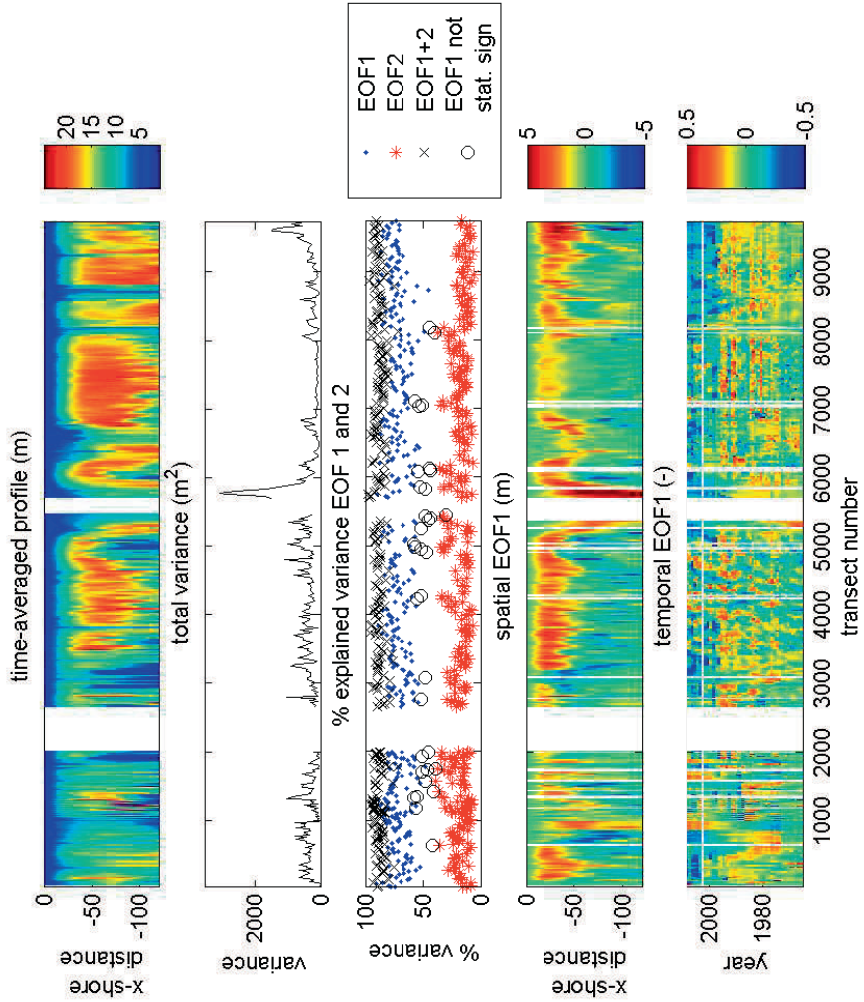 time-averaged profile (m)
x-shore
distance
0
-50
-100
20
15
10
5
total variance (m2)
variance
2000
0
% explained variance EOF 1 and 2
% variance
100
50
0
EOF1
EOF2
EOF1+2
EOF1 not
stat. sign
spatial EOF1 (m)
x-shore
distance
0
-50
-100
5
0
-5
temporal EOF1 (-)
year
2000
1980
0.5
0
-0.5
1000 2000 3000 4000 5000 6000 7000 8000 9000
transect number